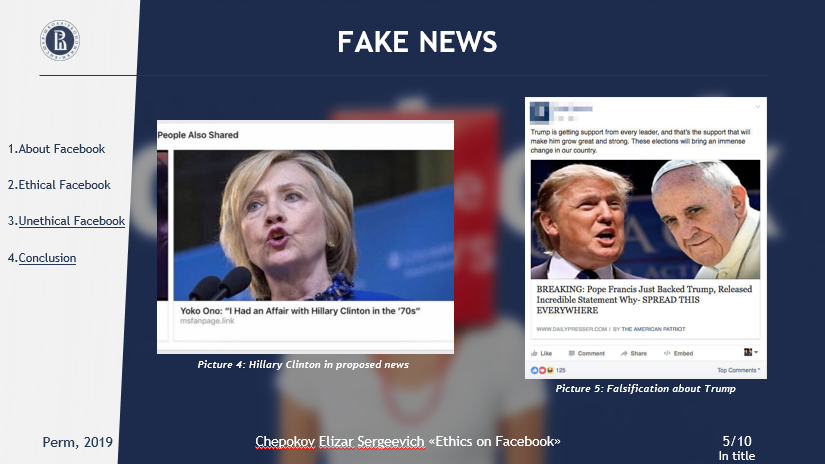 FAKE NEWS
1.About Facebook
2.Ethical Facebook
3.Unethical Facebook
4.Conclusion
People Also Shared
Yoko Ono: “I Had an Affair with Hillary Clinton in the ’70s”
msfanpage.link
Picture 4: Hillary Clinton in proposed news
Trump is getting support from every leader, and that's the support that will
make him grow great and strong. These elections will bring an immense
change in our country.
BREAKING: Pope Francis Just Backed Trump, Released
Incredible Statement Why- SPREAD THIS
EVERYWHERE
WWW.DAILYPRESSER.COM | BY THE AMERICAN PATRIOT
Like Comment Share Embed
125 Top Comments
Picture 5: Falsification about Trump
Perm, 2019
Chepokov Elizar Sergeevich «Ethics on Facebook»
5/10
In title